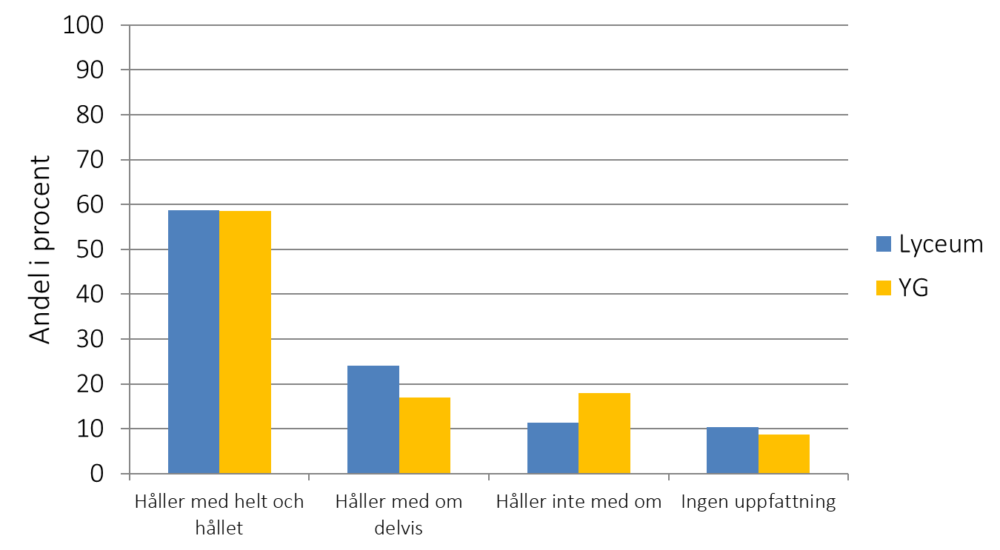 100
90
80
70
60
50
40
30
20
10
0
Andel i procent
Håller med helt och
hållet
Håller med om
delvis
Håller inte med om
Ingen uppfattning
Lyceum
YG